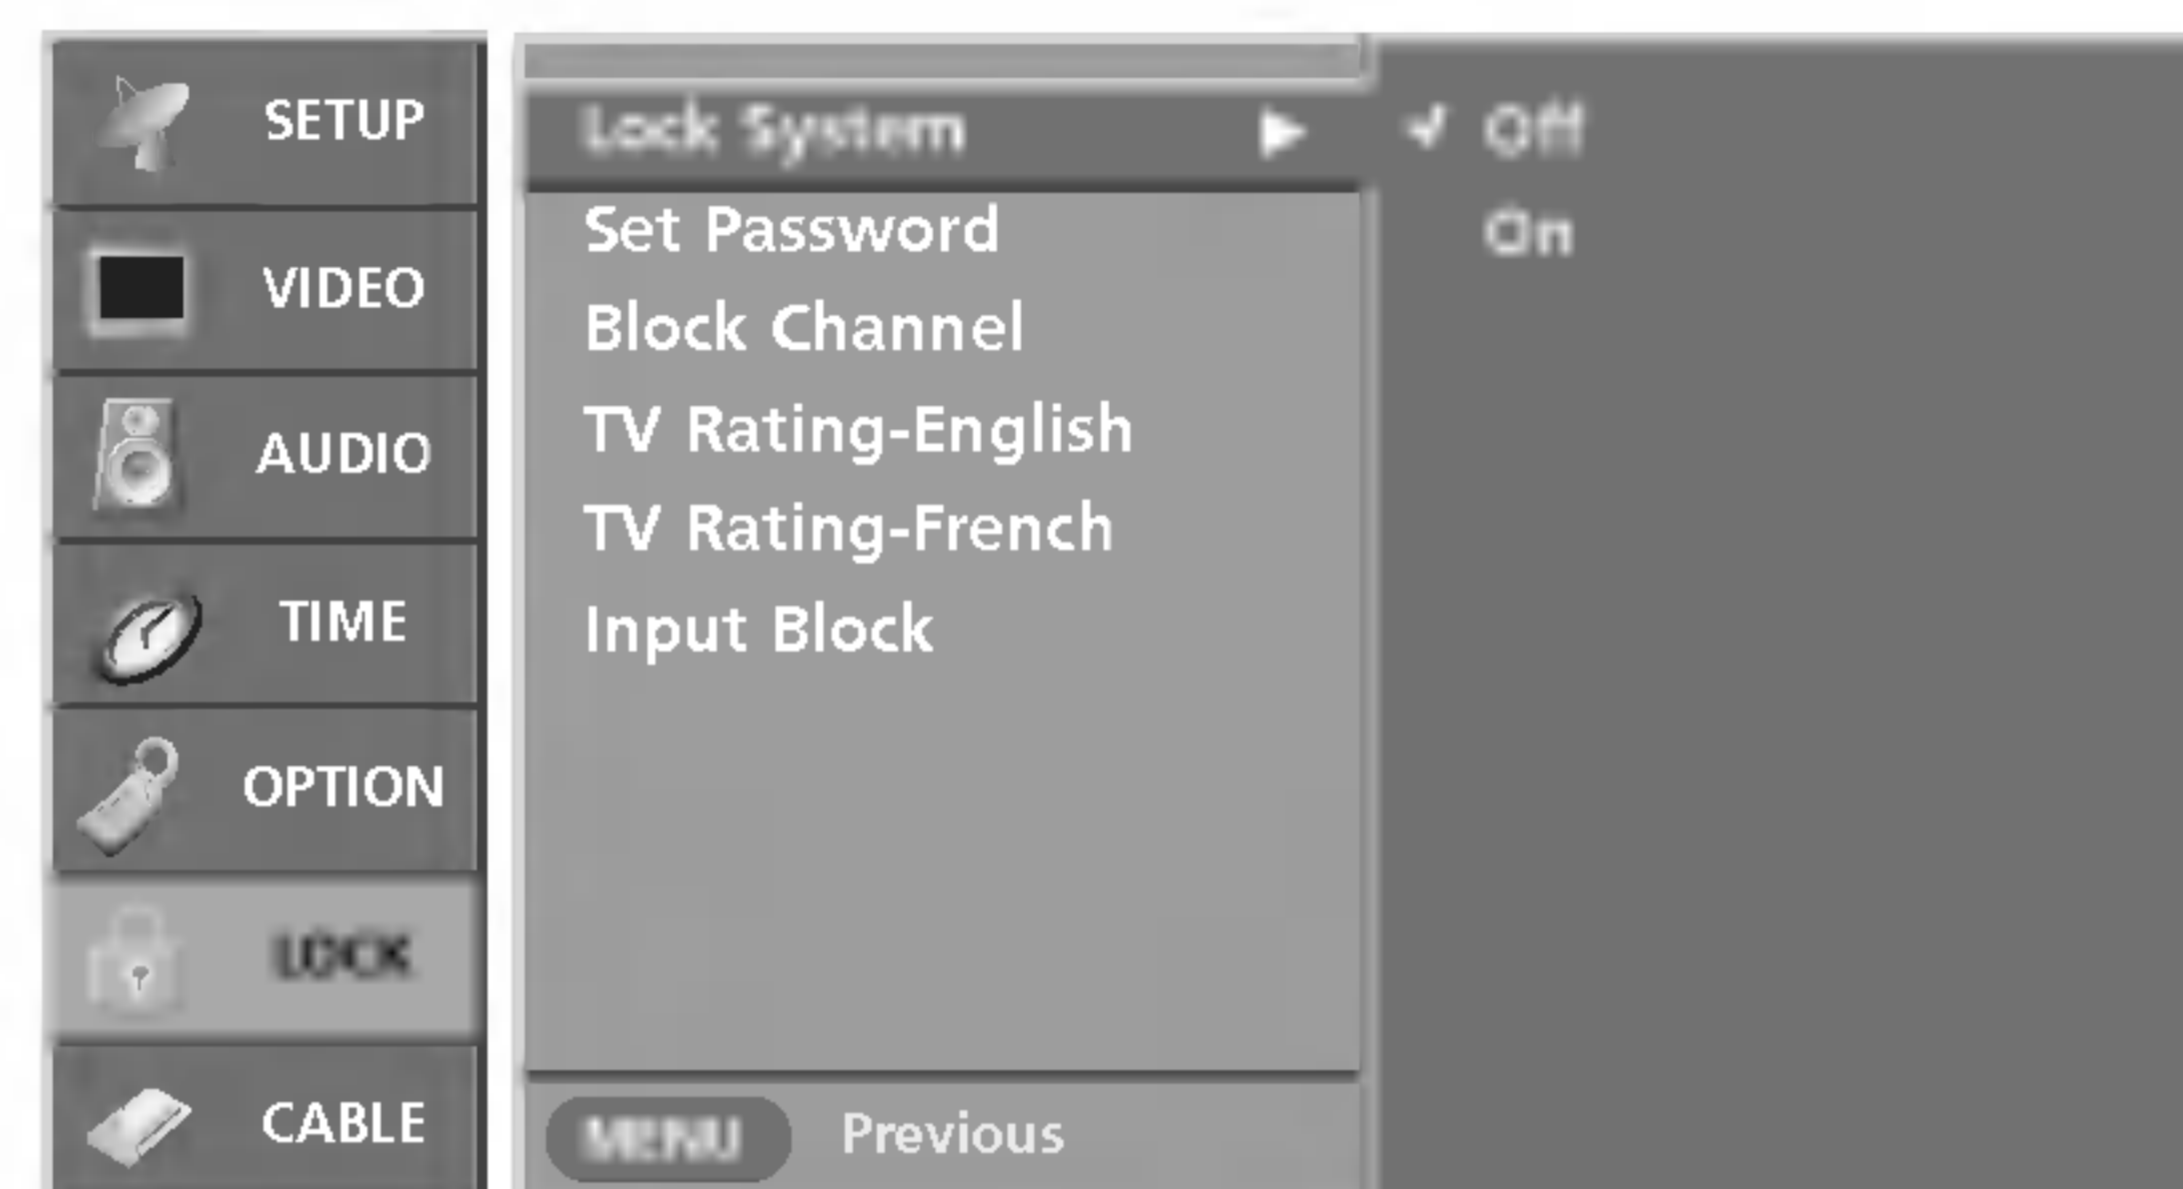 SETUP
VIDEO
AUDIO
TIME
OPTION
LOCK
CABLE
Lock System
Set Password
Block Channel
TV Rating-English
TV Rating-French
Input Block
MENU Previous
Off
On